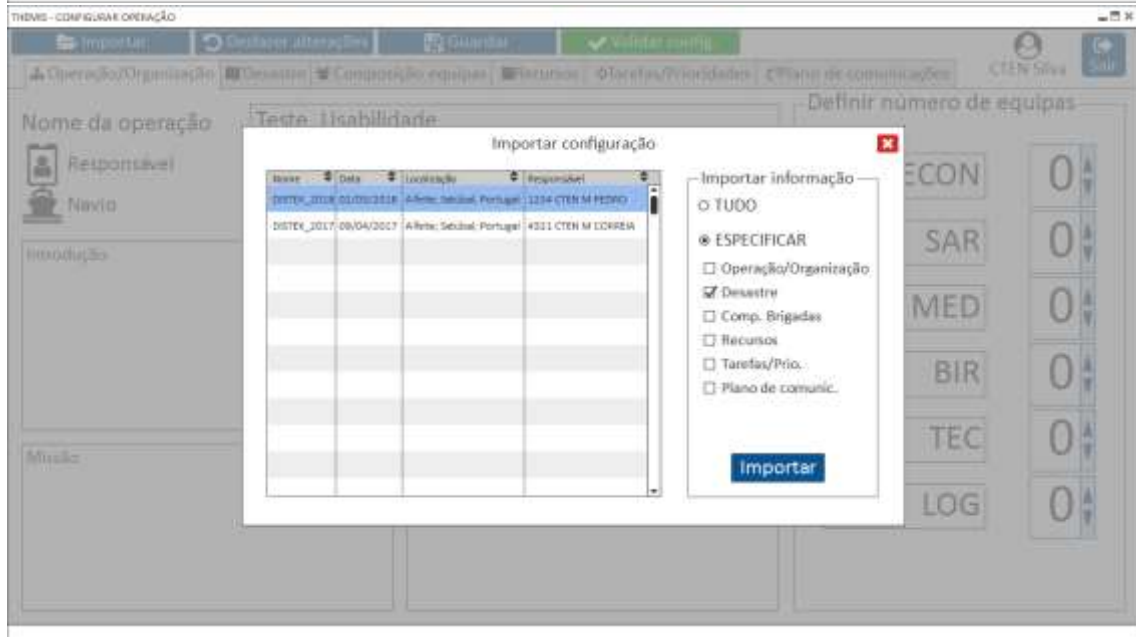 THEMIS - CONFIGURAR OPERAÇÃO
Importar Desfazer alterações Guardar Validar config.
CTEN Silva Sair
Operação/Organização Desastre Composição equipas Recursos Tarefas/Prioridades Plano de comunicações
Nome da operação Teste_Usabilidade
Definir número de equipas
Responsável
Navio
Introdução
Missão
ECON 0
SAR 0
MED 0
BIR 0
TEC 0
LOG 0
Importar configuração
Nome Data Localização Responsável
DISTEX_2018 01/03/2018 Alfeite, Setúbal, Portugal 1234 CTEN M PEDRO
DISTEX_2017 09/04/2017 Alfeite, Setúbal, Portugal 4321 CTEN M CORREIA
Importar informação
TUDO
ESPECIFICAR
Operação/Organização
Desastre
Comp. Brigadas
Recursos
Tarefas/Prio.
Plano de comunic.
Importar